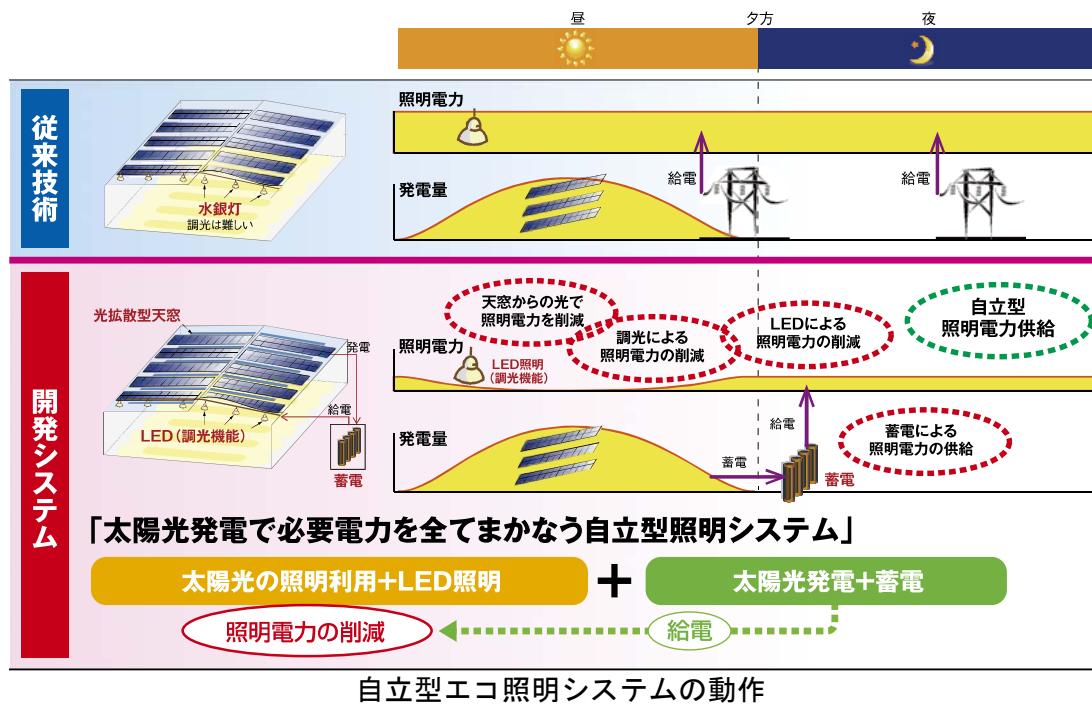 昼
夕方
夜
従来技術
水銀灯
調光は難しい
照明電力
発電量
給電
給電
開発システム
光拡散型天窓
発電
給電
LED(調光機能)
蓄電
天窓からの光で
照明電力を削減
調光による
照明電力の削減
LEDによる
照明電力の削減
自立型
照明電力供給
照明電力
LED照明
(調光機能)
発電量
蓄電
給電
蓄電
蓄電による
照明電力の供給
「太陽光発電で必要電力を全てまかなう自立型照明システム」
太陽光の照明利用+LED照明
+
太陽光発電+蓄電
照明電力の削減
給電
自立型エコ照明システムの動作